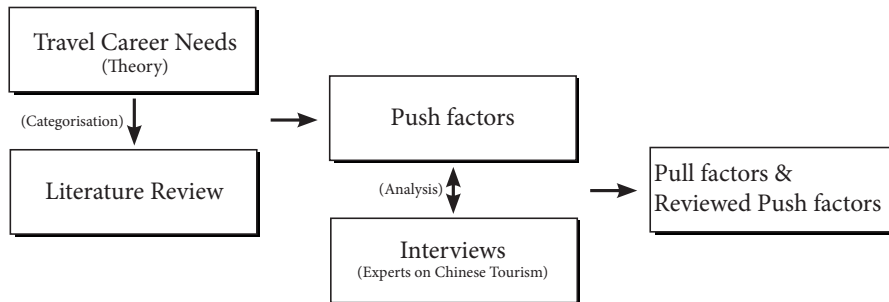 Travel Career Needs
(Theory)
(Categorisation)
Literature Review
Push factors
(Analysis)
Interviews
(Experts on Chinese Tourism)
Pull factors &
Reviewed Push factors